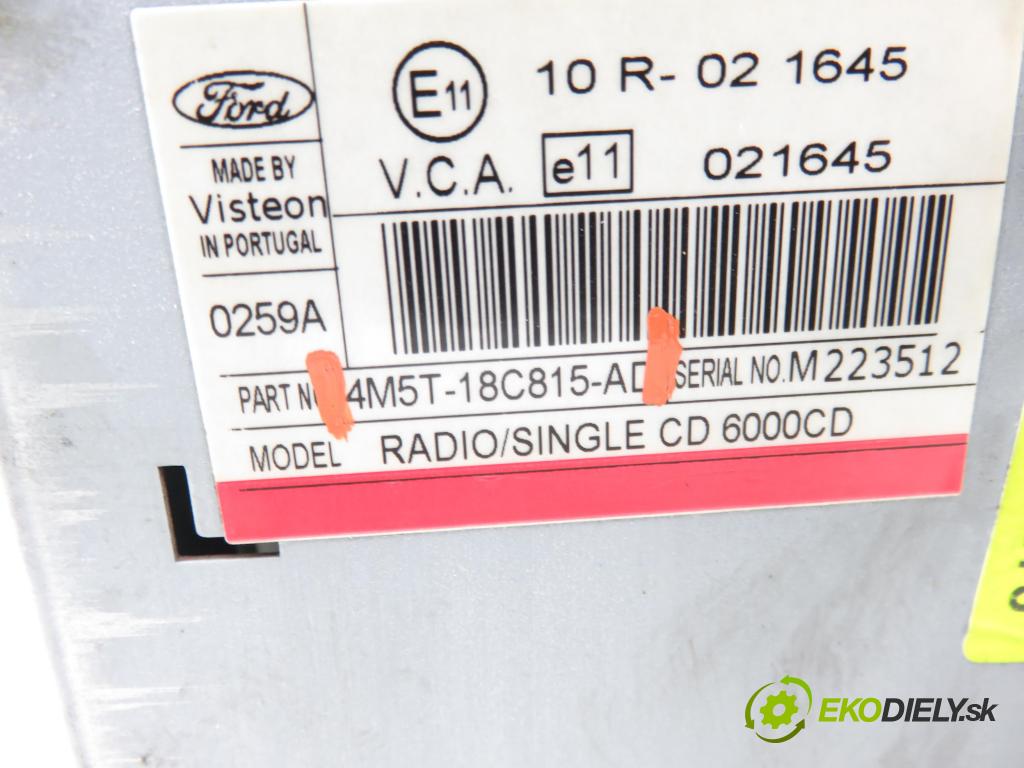 Ford
E11
10 R- 02 1645
MADE BY
Visteon
IN PORTUGAL
V.C.A. e11 021645
0259A
PART 4M5T-18C815-AD SERIAL NO. M223512
MODEL RADIO/SINGLE CD 6000CD
EKODIELY.sk